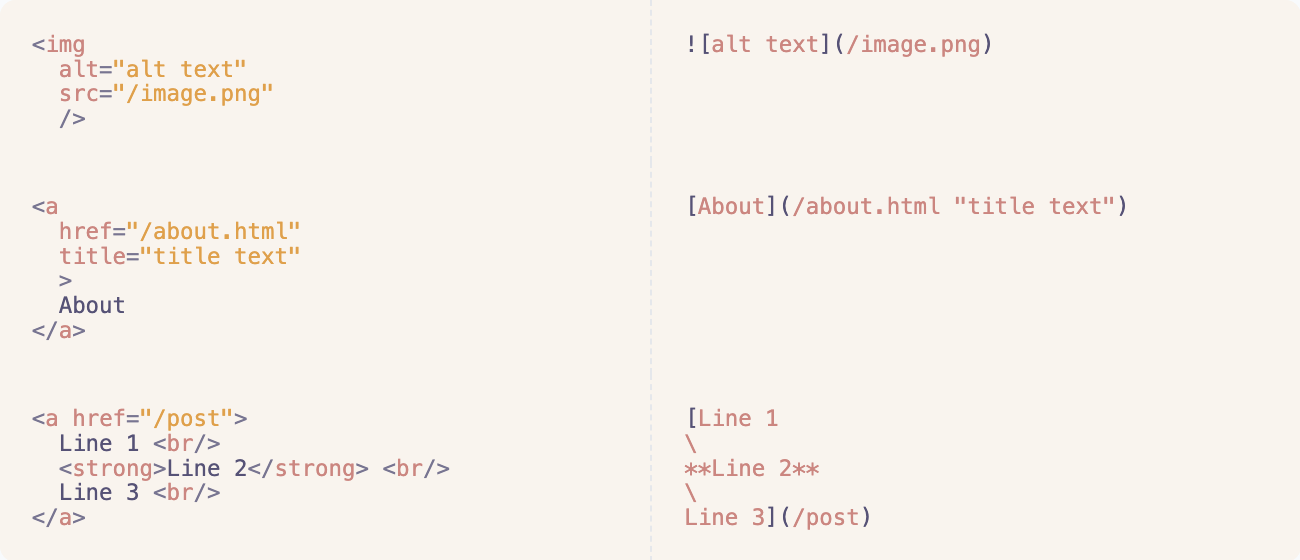 <img
  alt="alt text"
  src="/image.png"
  />
![alt text](/image.png)
<a
  href="/about.html"
  title="title text"
  >
  About
</a>
[About](/about.html "title text")
<a href="/post">
  Line 1 <br/>
  <strong>Line 2</strong> <br/>
  Line 3 <br/>
</a>
[Line 1
\
**Line 2**
\
Line 3](/post)